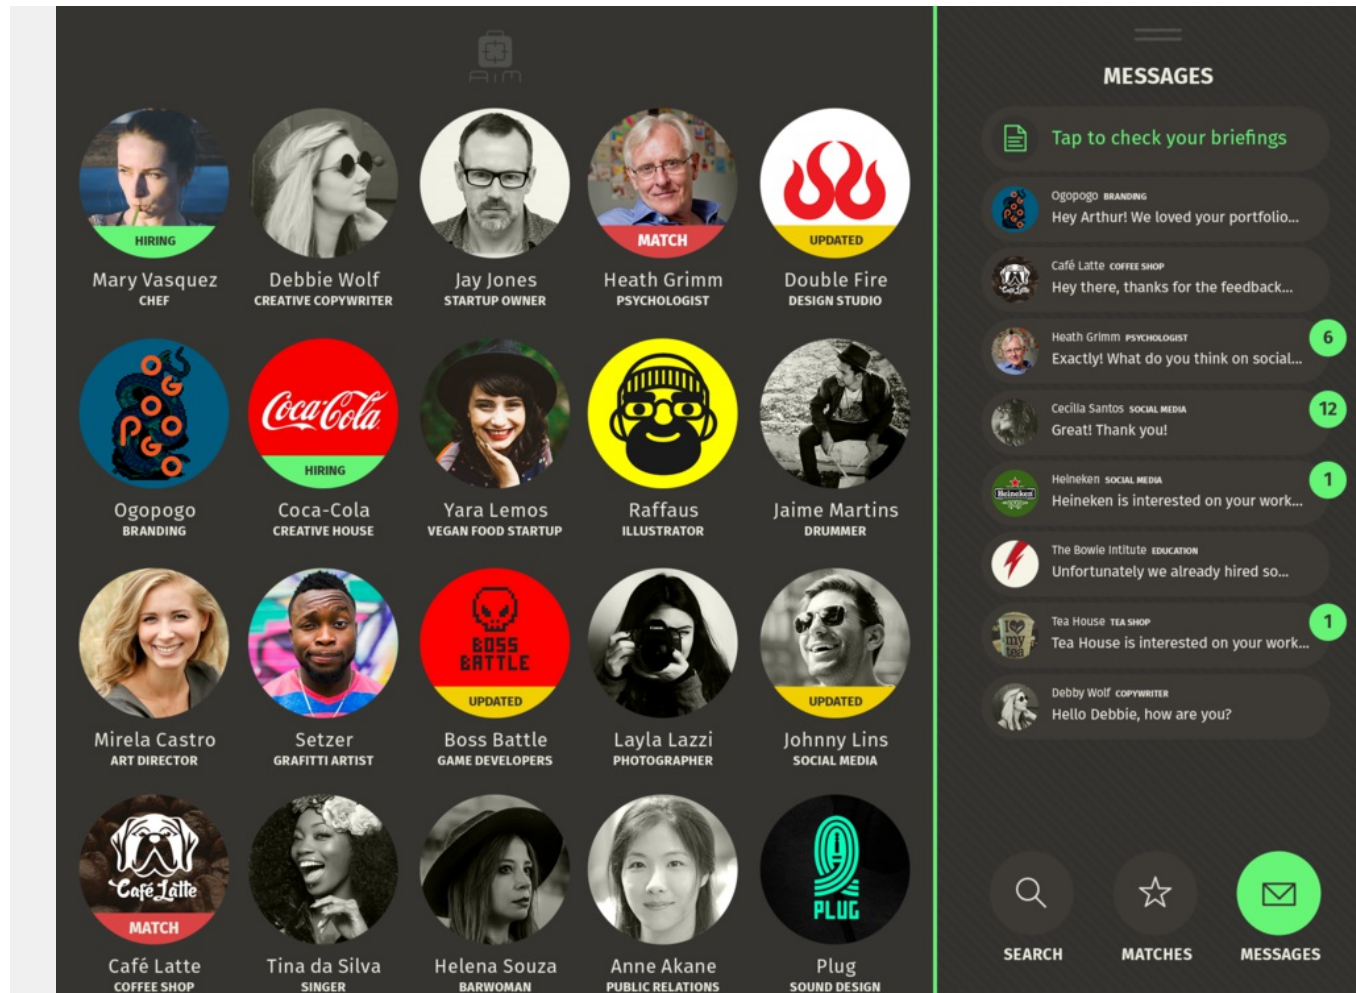 AiM
HIRING
MATCH
UPDATED
Mary Vasquez
Debbie Wolf
Jay Jones
Heath Grimm
Double Fire
CHEF
CREATIVE COPYWRITER
STARTUP OWNER
PSYCHOLOGIST
DESIGN STUDIO
OGOPOGO
Coca-Cola
HIRING
Ogopogo
Coca-Cola
Yara Lemos
Raffaus
Jaime Martins
BRANDING
CREATIVE HOUSE
VEGAN FOOD STARTUP
ILLUSTRATOR
DRUMMER
BOSS
BATTLE
UPDATED
UPDATED
Mirela Castro
Setzer
Boss Battle
Layla Lazzi
Johnny Lins
ART DIRECTOR
GRAFITTI ARTIST
GAME DEVELOPERS
PHOTOGRAPHER
SOCIAL MEDIA
Café Latte
MATCH
PLUG
Café Latte
Tina da Silva
Helena Souza
Anne Akane
Plug
COFFEE SHOP
SINGER
BARWOMAN
PUBLIC RELATIONS
SOUND DESIGN
MESSAGES
Tap to check your briefings
Ogopogo BRANDING
Hey Arthur! We loved your portfolio...
Café Latte COFFEE SHOP
Hey there, thanks for the feedback...
Café Latte
Heath Grimm PSYCHOLOGIST
6
Exactly! What do you think on social...
Cecília Santos SOCIAL MEDIA
12
Great! Thank you!
Heineken SOCIAL MEDIA
1
Heineken
Heineken is interested on your work...
The Bowie Intitute EDUCATION
Unfortunately we already hired so...
Tea House TEA SHOP
1
I
my
tea
Tea House is interested on your work...
Debby Wolf COPYWRITER
Hello Debbie, how are you?
SEARCH
MATCHES
MESSAGES